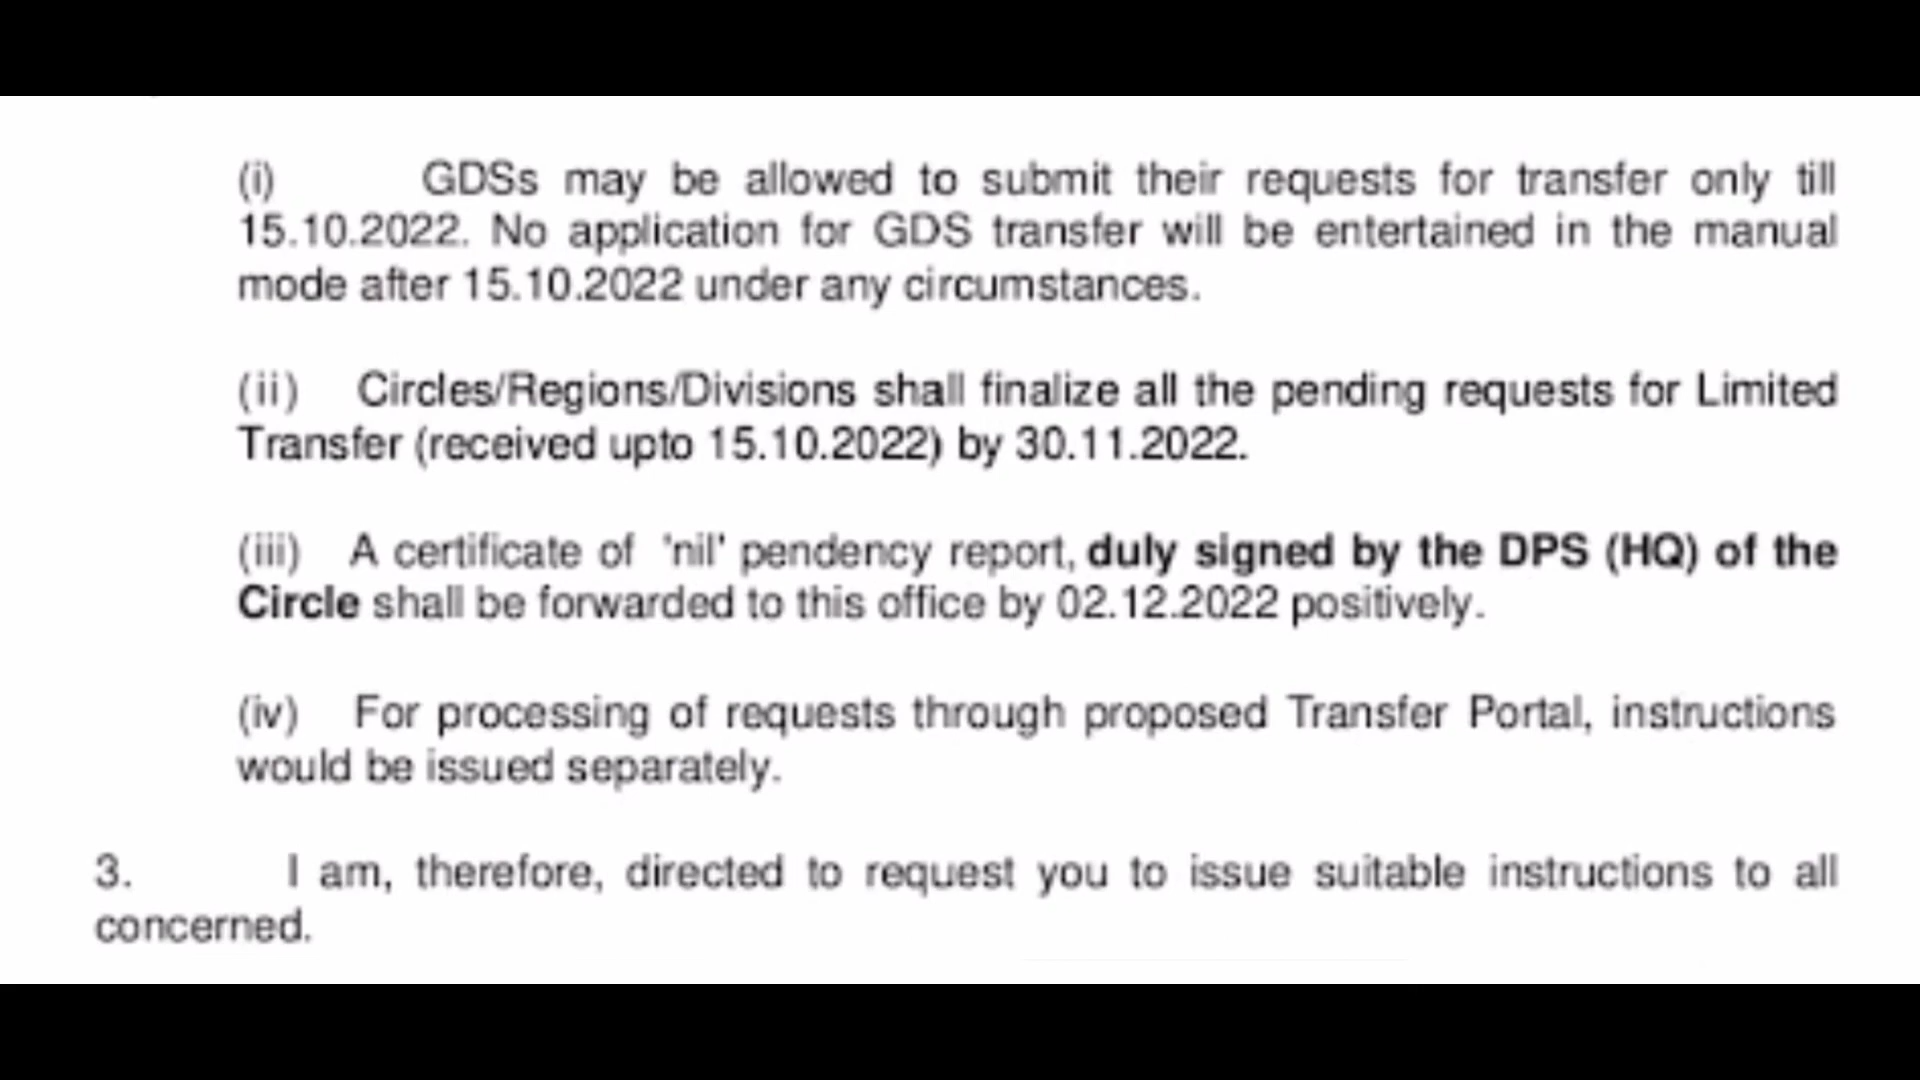 (i) GDSs may be allowed to submit their requests for transfer only till
15.10.2022. No application for GDS transfer will be entertained in the manual
mode after 15.10.2022 under any circumstances.
(ii) Circles/Regions/Divisions shall finalize all the pending requests for Limited
Transfer (received upto 15.10.2022) by 30.11.2022.
(iii) A certificate of 'nil' pendency report, duly signed by the DPS (HQ) of the
Circle shall be forwarded to this office by 02.12.2022 positively.
(iv) For processing of requests through proposed Transfer Portal, instructions
would be issued separately.
3. I am, therefore, directed to request you to issue suitable instructions to all
concerned.